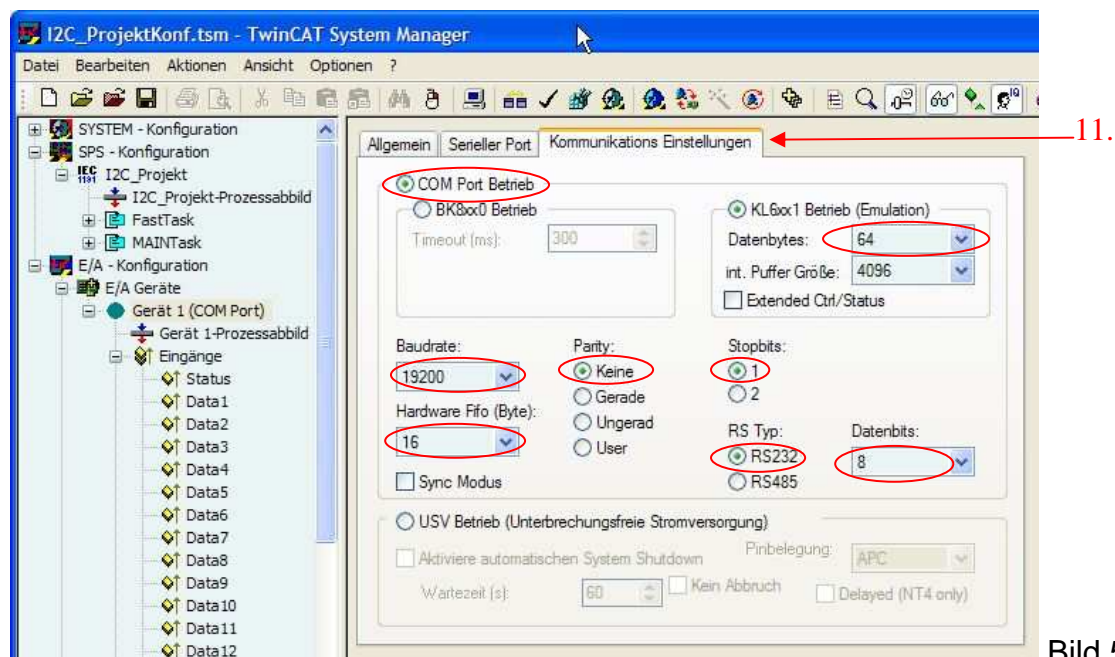 I2C_ProjektKonf.tsm - TwinCAT System Manager
Datei Bearbeiten Aktionen Ansicht Optionen ?
SYSTEM - Konfiguration
SPS - Konfiguration
IEC 1131 I2C_Projekt
I2C_Projekt-Prozessabbild
FastTask
MAINTask
E/A - Konfiguration
E/A Geräte
Gerät 1 (COM Port)
Gerät 1-Prozessabbild
Eingänge
Status
Data1
Data2
Data3
Data4
Data5
Data6
Data7
Data8
Data9
Data10
Data11
Data12
Allgemein Serieller Port Kommunikations Einstellungen
11.
COM Port Betrieb
BK8xx0 Betrieb
Timeout (ms): 300
KL6xx1 Betrieb (Emulation)
Datenbytes: 64
int. Puffer Größe: 4096
Extended Ctrl/Status
Baudrate:
19200
Hardware Fifo (Byte):
16
Sync Modus
Parity:
Keine
Gerade
Ungerad
User
Stopbits:
1
2
RS Typ:
RS232
RS485
Datenbits:
8
USV Betrieb (Unterbrechungsfreie Stromversorgung)
Aktiviere automatischen System Shutdown
Pinbelegung: APC
Wartezeit (s): 60
Kein Abbruch
Delayed (NT4 only)
Bild 5